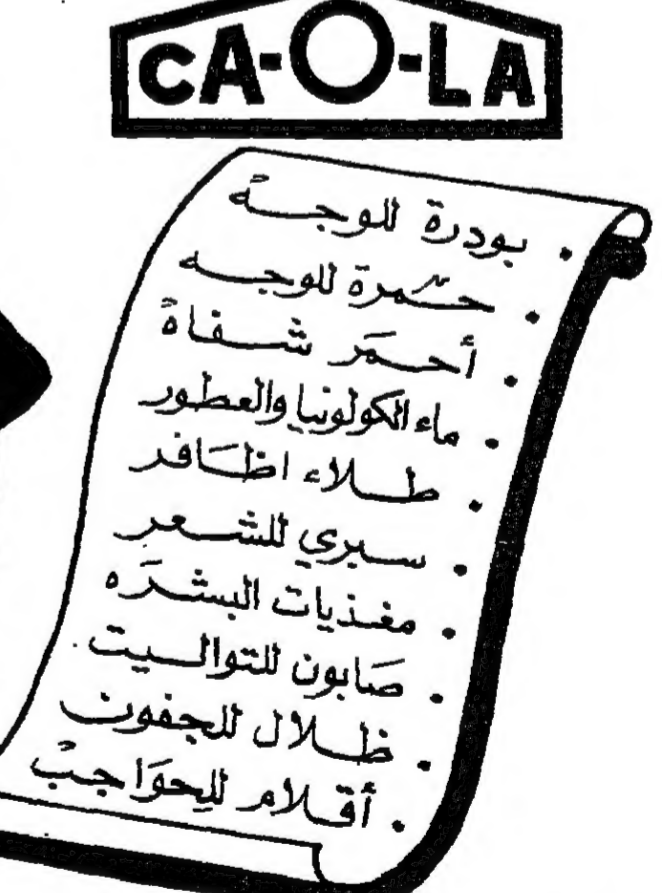 CA-O-LA
. بودرة للوجه
. حمرة للوجه
. أحمر شفاه
. ماء الكولونيا والعطور
. طلاء اظافر
. سبري للشعر
. مغذيات البشره
. صابون للتواليت
. ظلال للجفون
. أقلام للحواجب